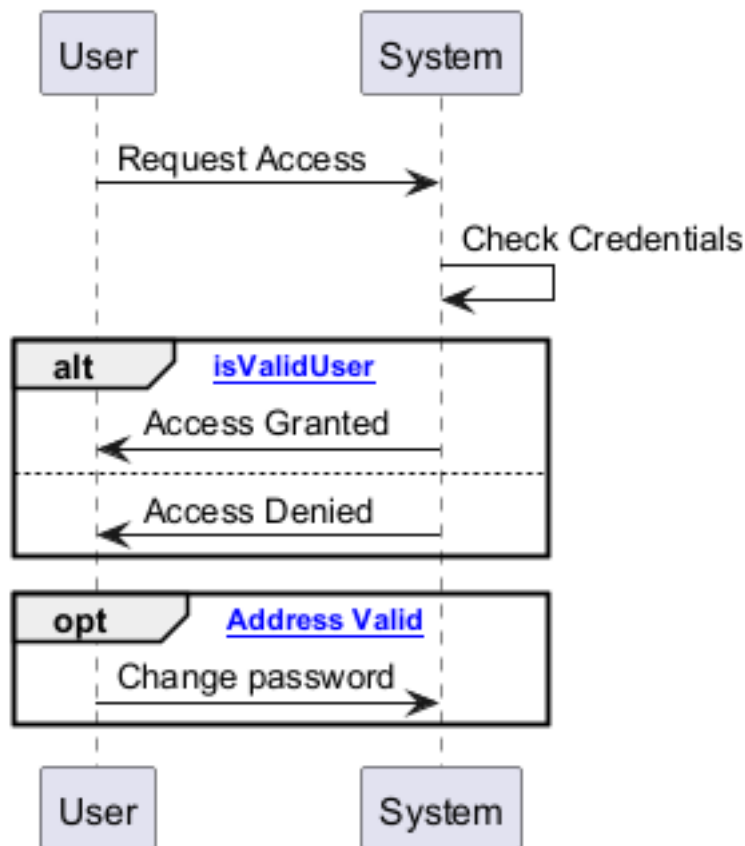 User System
Request Access
Check Credentials
alt isValidUser
Access Granted
Access Denied
opt Address Valid
Change password
User System